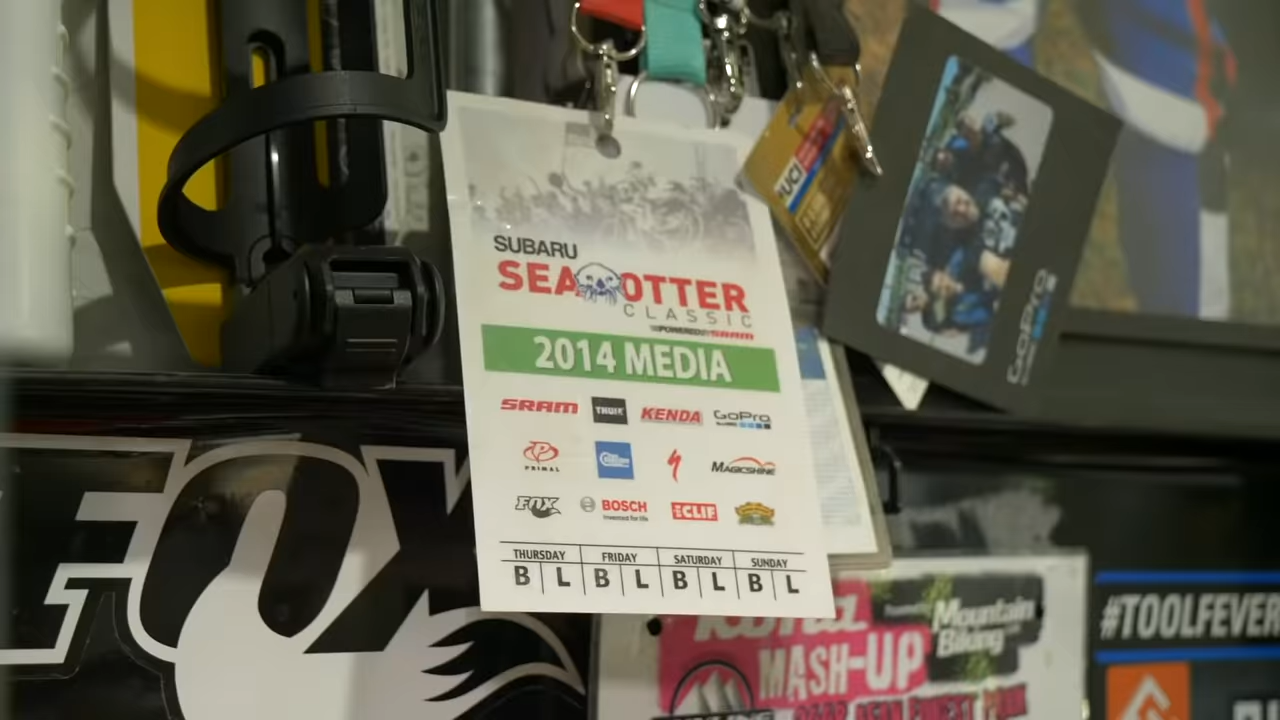 SUBARU
SEA OTTER
CLASSIC
POWERED BY SRAM
2014 MEDIA
SRAM THULE KENDA GoPro
PRIMAL MAGICSHINE
FOX BOSCH CLIF
Invented for life
THURSDAY FRIDAY SATURDAY SUNDAY
B L B L B L B L
UCI
GoPro
FOX
Mountain
Biking
MASH-UP
#TOOLFEVER